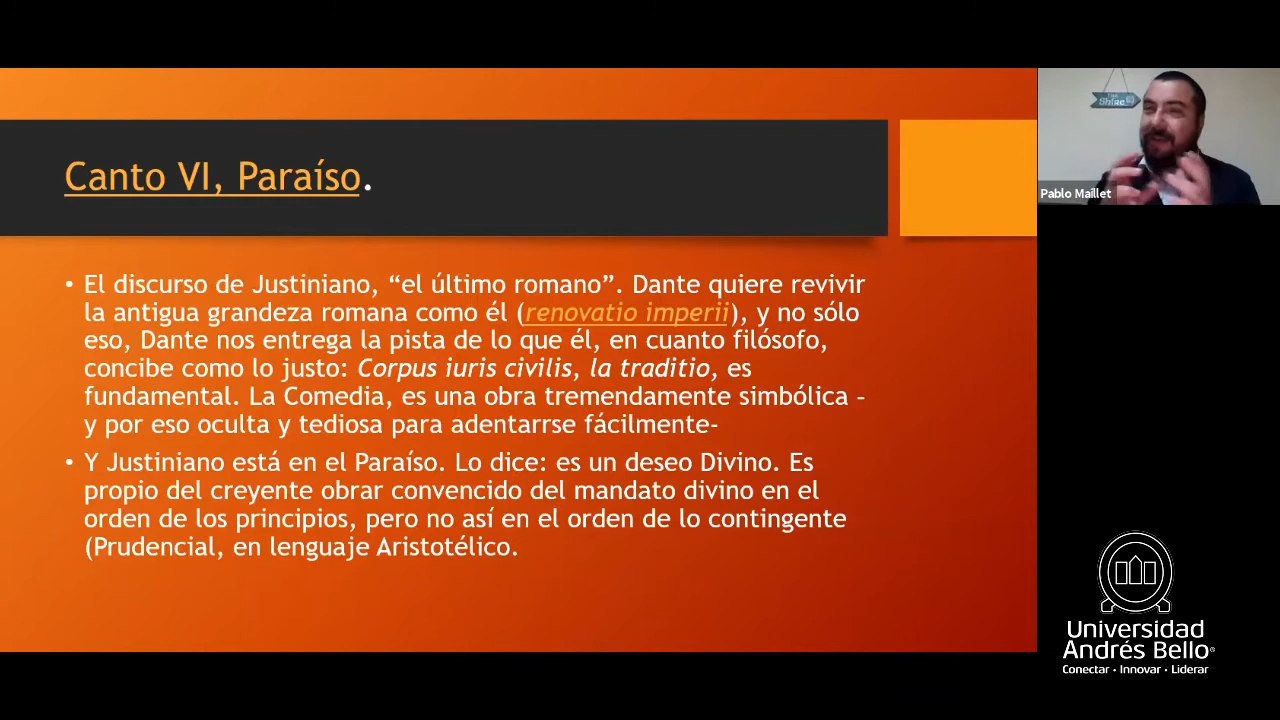 Canto VI, Paraíso.
• El discurso de Justiniano, “el último romano”. Dante quiere revivir
la antigua grandeza romana como él (renovatio imperii), y no sólo
eso, Dante nos entrega la pista de lo que él, en cuanto filósofo,
concibe como lo justo: Corpus iuris civilis, la traditio, es
fundamental. La Comedia, es una obra tremendamente simbólica –
y por eso oculta y tediosa para adentarrse fácilmente-
• Y Justiniano está en el Paraíso. Lo dice: es un deseo Divino. Es
propio del creyente obrar convencido del mandato divino en el
orden de los principios, pero no así en el orden de lo contingente
(Prudencial, en lenguaje Aristotélico.
The
Shire
Pablo Maillet
Universidad
Andrés Bello®
Conectar • Innovar • Liderar